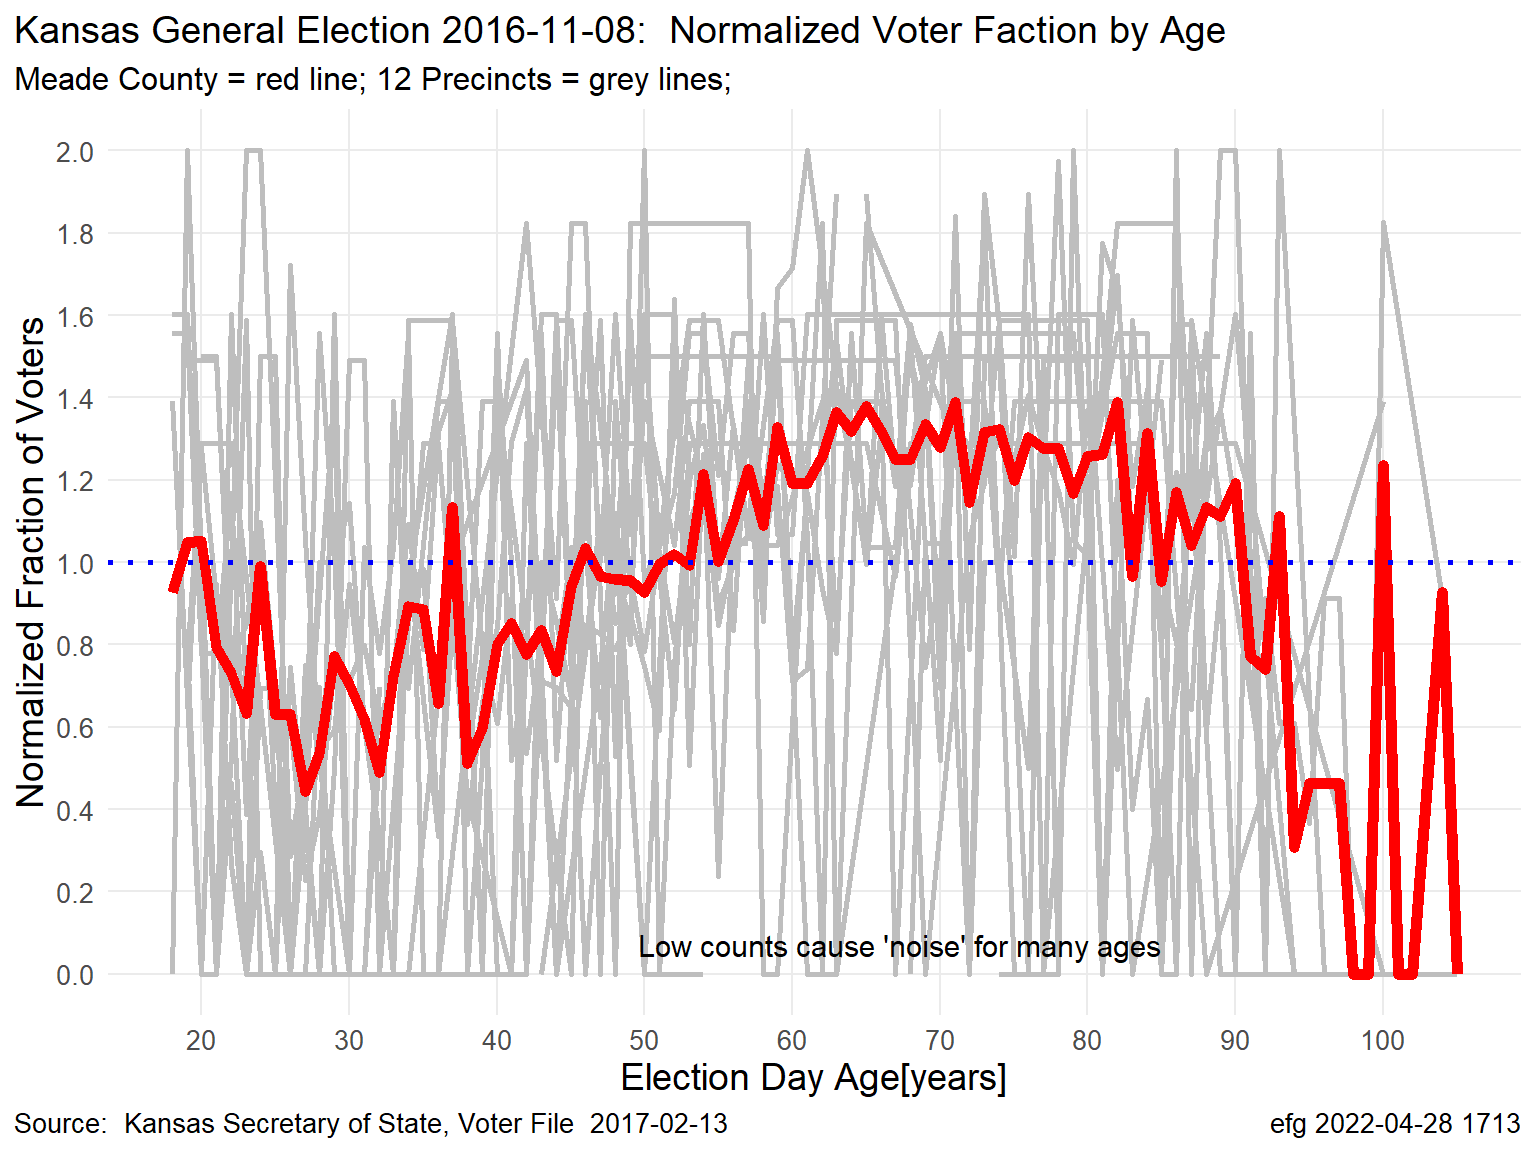 Kansas General Election 2016-11-08:  Normalized Voter Faction by Age
Meade County = red line; 12 Precincts = grey lines;
Normalized Fraction of Voters
2.0
1.8
1.6
1.4
1.2
1.0
0.8
0.6
0.4
0.2
0.0
Low counts cause 'noise' for many ages
20 30 40 50 60 70 80 90 100
Election Day Age[years]
Source:  Kansas Secretary of State, Voter File  2017-02-13
efg 2022-04-28 1713